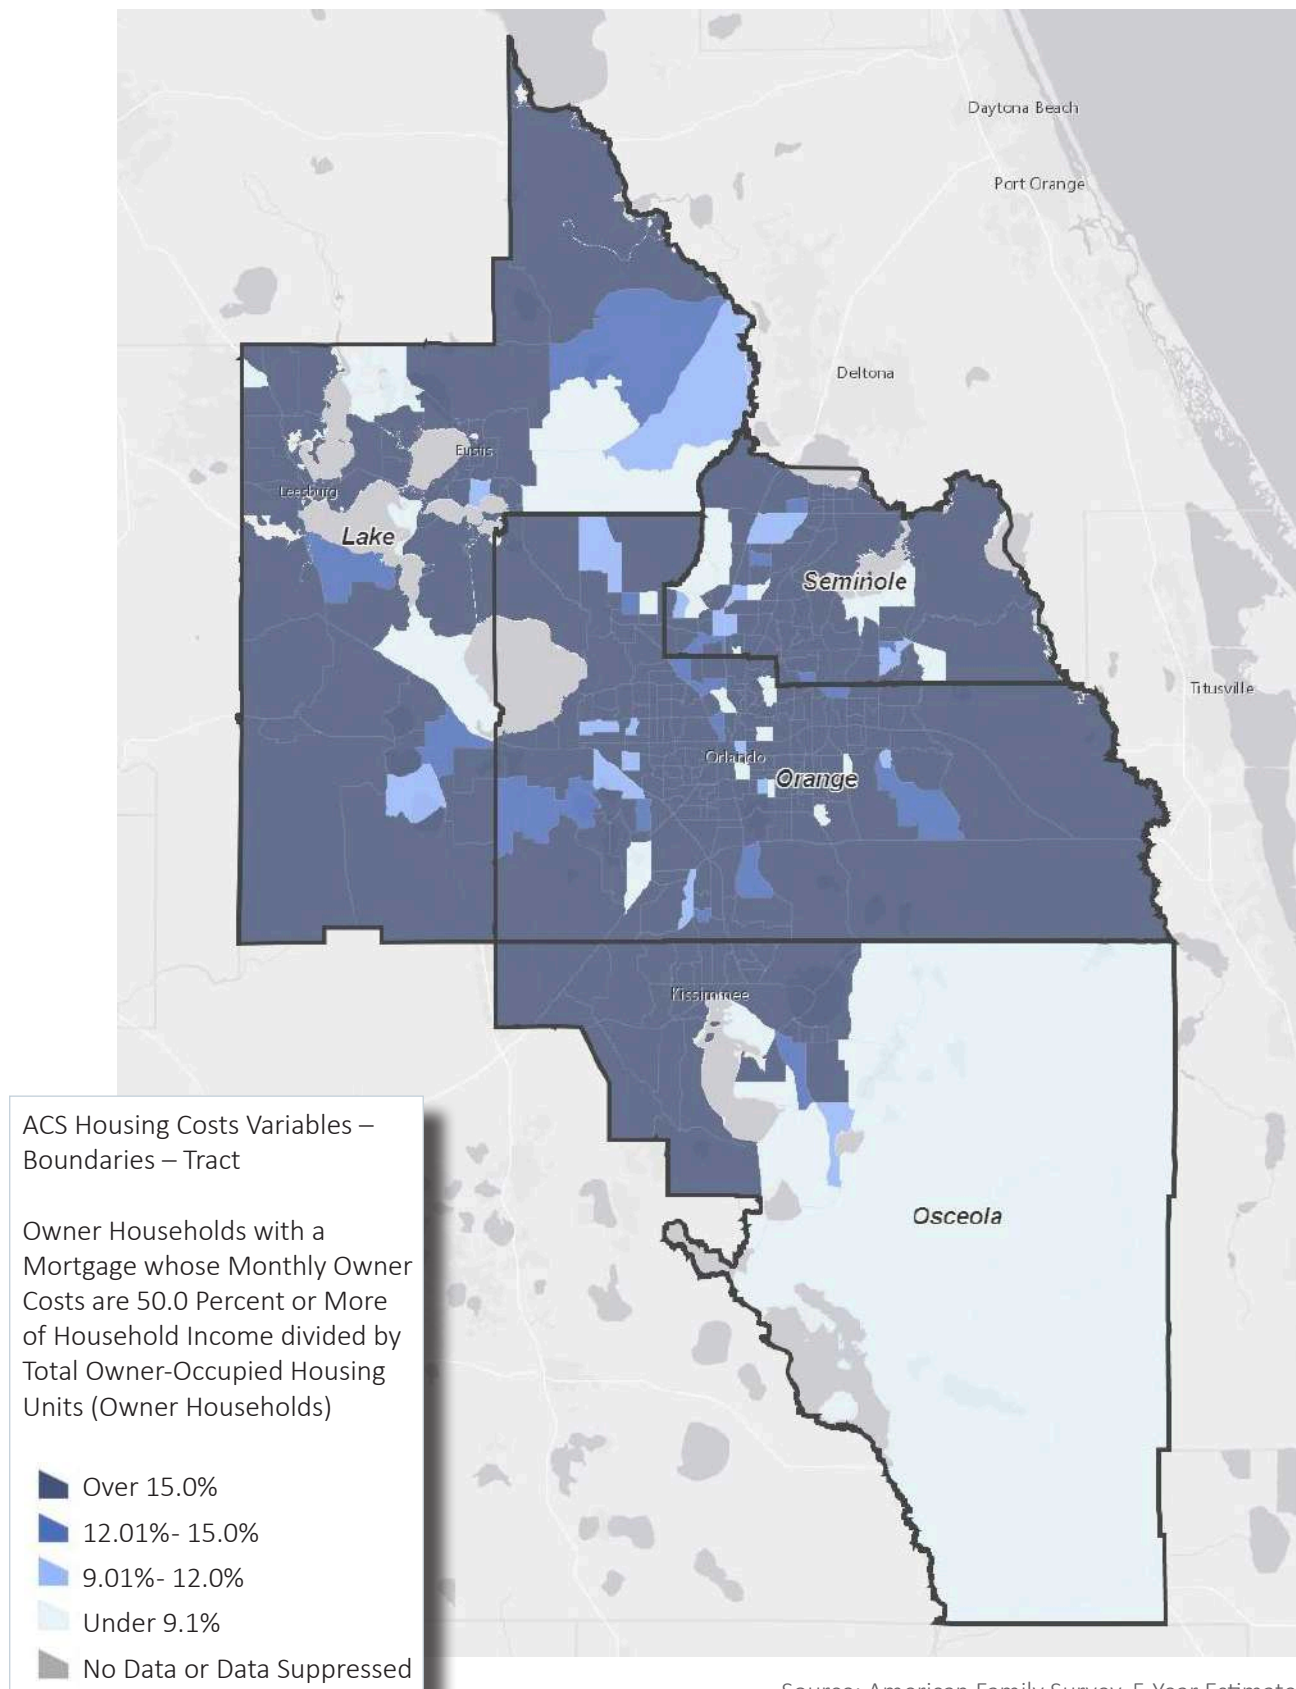 Daytona Beach
Port Orange
Deltona
Eustis
Leesburg
Lake
Seminole
Titusville
Orlando
Orange
Kissimmee
Osceola
ACS Housing Costs Variables –
Boundaries – Tract
Owner Households with a
Mortgage whose Monthly Owner
Costs are 50.0 Percent or More
of Household Income divided by
Total Owner-Occupied Housing
Units (Owner Households)
Over 15.0%
12.01%- 15.0%
9.01%- 12.0%
Under 9.1%
No Data or Data Suppressed
Source: American Family Survey, 5-Year Estimate